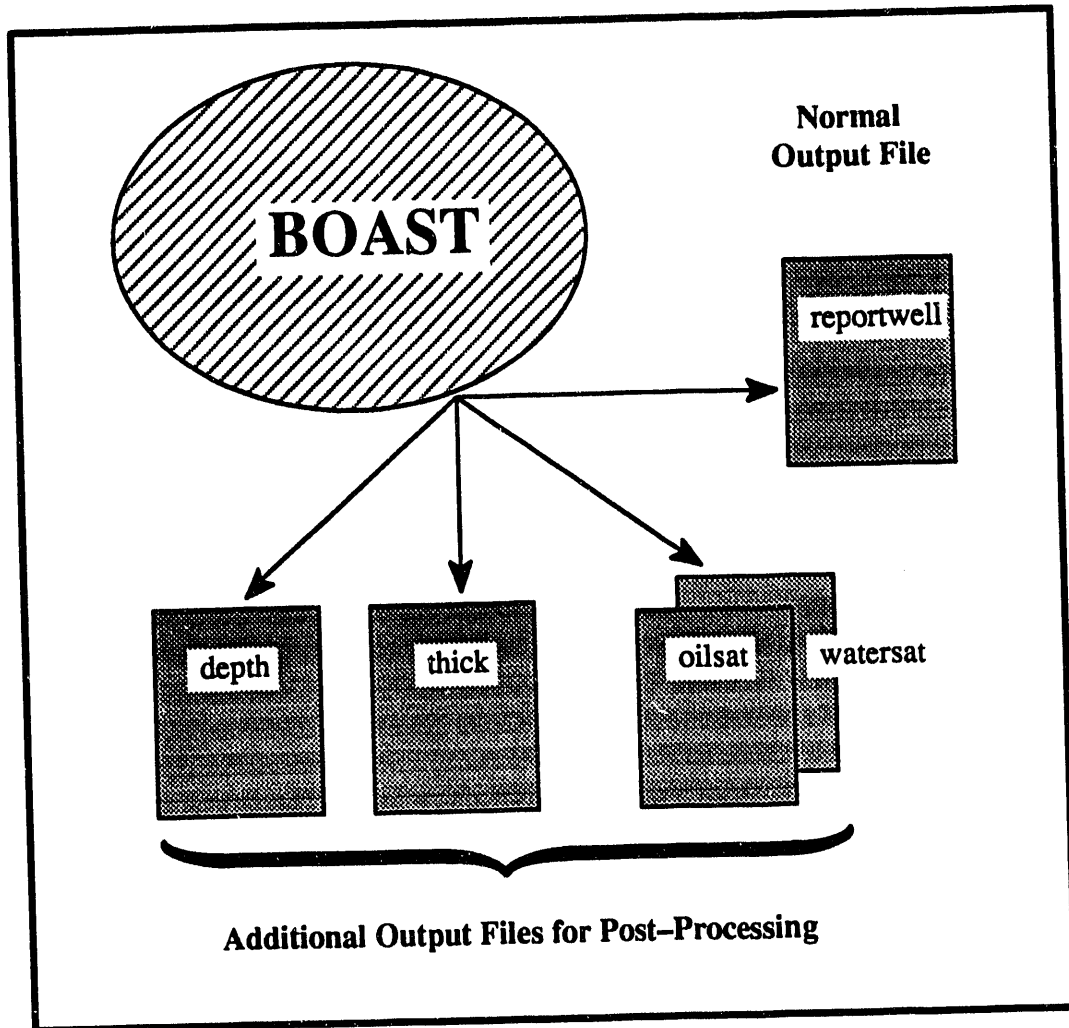 BOAST
Normal
Output File
reportwell
depth
thick
oilsat
watersat
Additional Output Files for Post–Processing